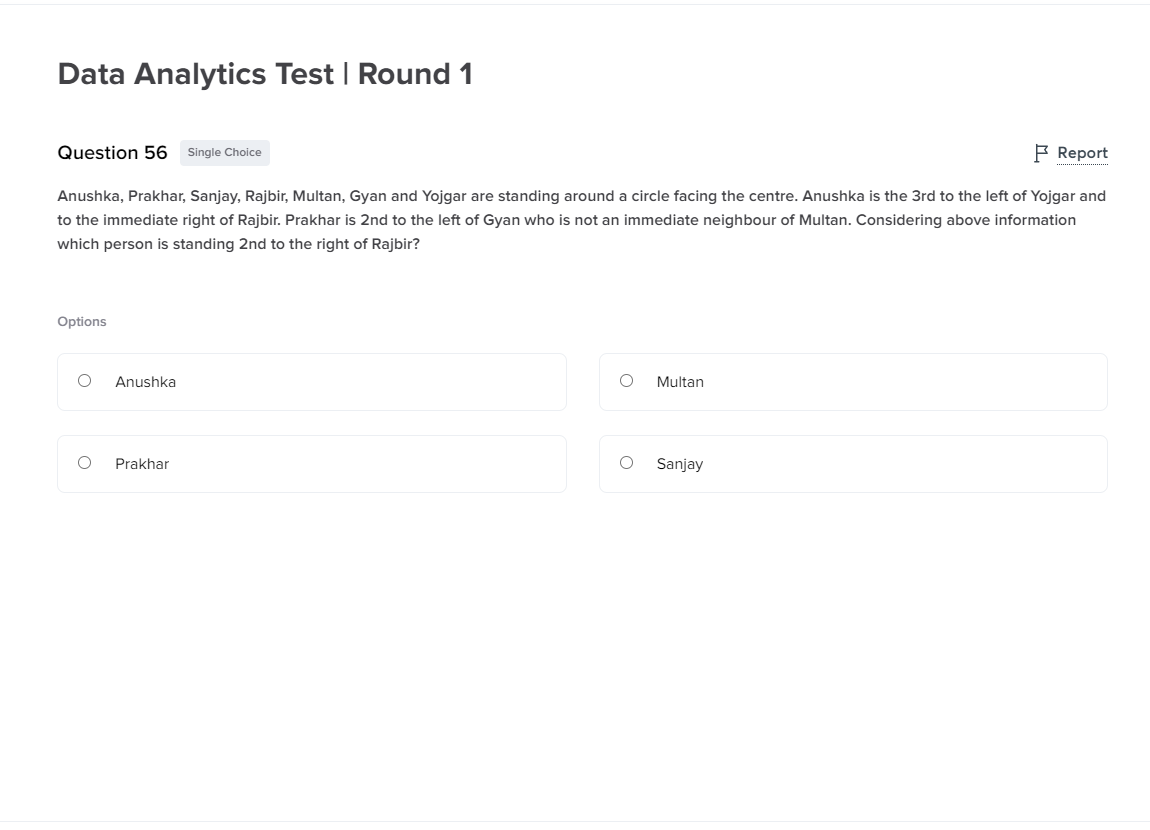 Data Analytics Test | Round 1
Question 56 Single Choice Report
Anushka, Prakhar, Sanjay, Rajbir, Multan, Gyan and Yojgar are standing around a circle facing the centre. Anushka is the 3rd to the left of Yojgar and
to the immediate right of Rajbir. Prakhar is 2nd to the left of Gyan who is not an immediate neighbour of Multan. Considering above information
which person is standing 2nd to the right of Rajbir?
Options
Anushka
Multan
Prakhar
Sanjay